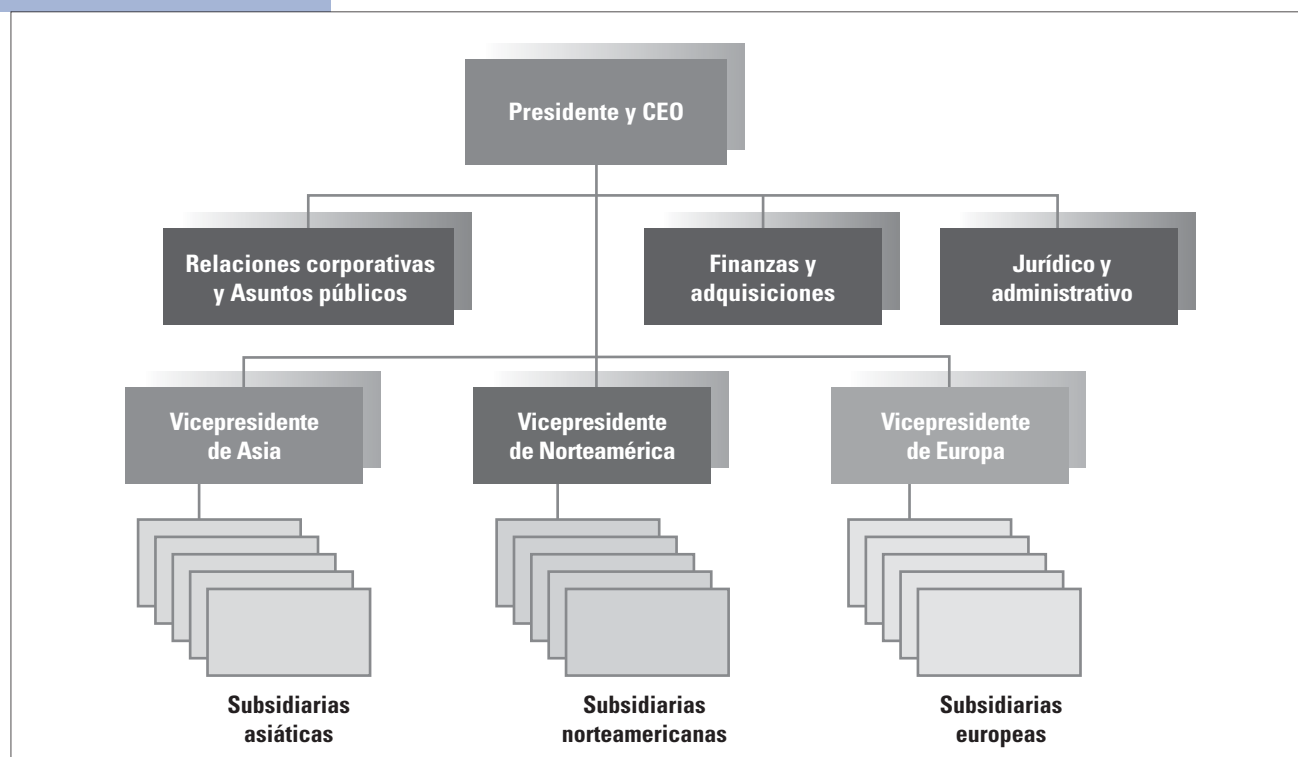 Presidente y CEO
Relaciones corporativas
y Asuntos públicos
Finanzas y
adquisiciones
Jurídico y
administrativo
Vicepresidente
de Asia
Vicepresidente
de Norteamérica
Vicepresidente
de Europa
Subsidiarias
asiáticas
Subsidiarias
norteamericanas
Subsidiarias
europeas